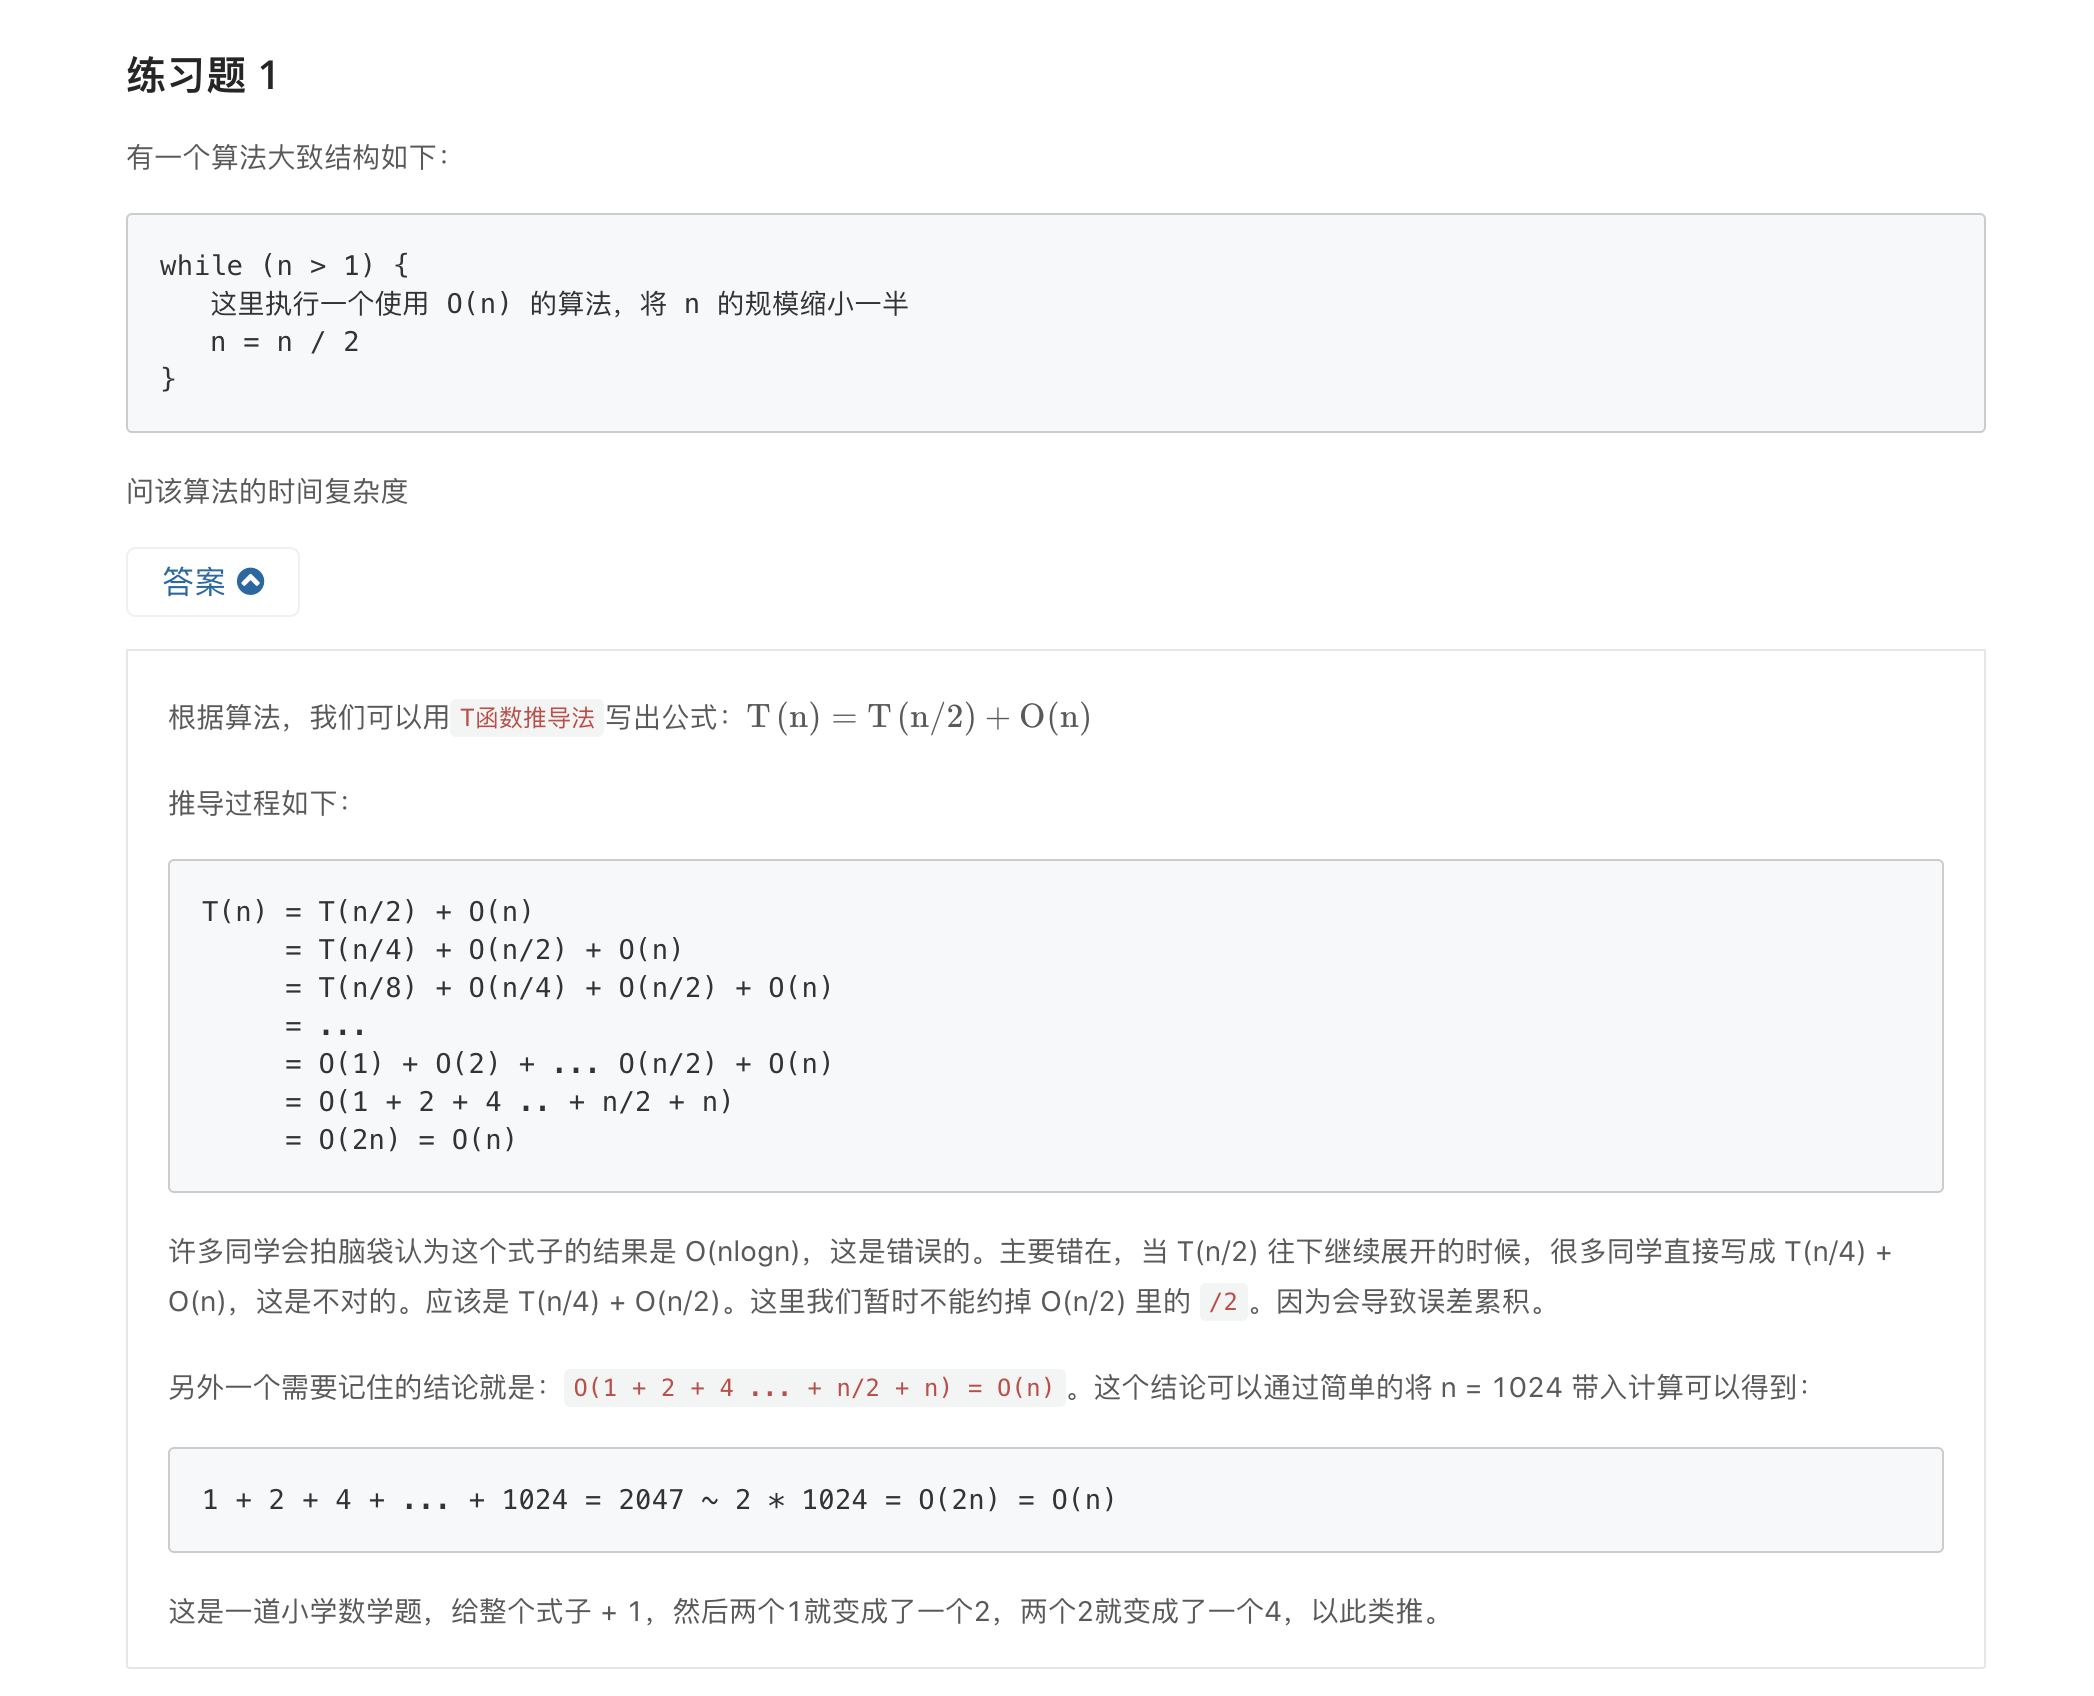 练习题 1
有一个算法大致结构如下：
while (n > 1) {
   这里执行一个使用 O(n) 的算法，将 n 的规模缩小一半
   n = n / 2
}
问该算法的时间复杂度
答案
根据算法，我们可以用 T函数推导法 写出公式：T(n) = T(n/2) + O(n)
推导过程如下：
T(n) = T(n/2) + O(n)
     = T(n/4) + O(n/2) + O(n)
     = T(n/8) + O(n/4) + O(n/2) + O(n)
     = ...
     = O(1) + O(2) + ... O(n/2) + O(n)
     = O(1 + 2 + 4 .. + n/2 + n)
     = O(2n) = O(n)
许多同学会拍脑袋认为这个式子的结果是 O(nlogn)，这是错误的。主要错在，当 T(n/2) 往下继续展开的时候，很多同学直接写成 T(n/4) +
O(n)，这是不对的。应该是 T(n/4) + O(n/2)。这里我们暂时不能约掉 O(n/2) 里的 /2 。因为会导致误差累积。
另外一个需要记住的结论就是： O(1 + 2 + 4 ... + n/2 + n) = O(n) 。这个结论可以通过简单的将 n = 1024 带入计算可以得到：
1 + 2 + 4 + ... + 1024 = 2047 ~ 2 * 1024 = O(2n) = O(n)
这是一道小学数学题，给整个式子 + 1，然后两个1就变成了一个2，两个2就变成了一个4，以此类推。